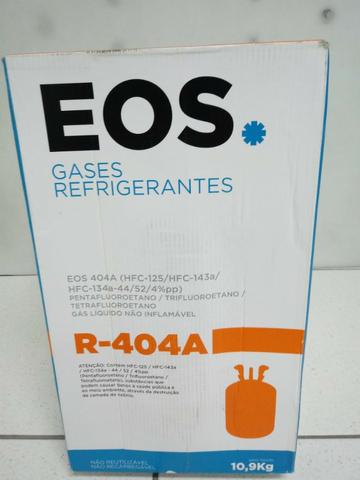 EOS.
GASES
REFRIGERANTES
EOS 404A (HFC-125/HFC-143a/
HFC-134a-44/52/4%pp)
PENTAFLUOROETANO / TRIFLUOROETANO /
TETRAFLUOROETANO
GÁS LÍQUIDO NÃO INFLAMÁVEL
R-404A
ATENÇÃO: Contém HFC-125 / HFC-143a
/ HFC-134a - 44 / 52 / 4%pp
(Pentafluoroetano / Trifluoroetano /
Tetrafluoroetano), substâncias que
podem causar danos à saúde pública e
ao meio ambiente, através da destruição
da camada de ozônio.
NÃO REUTILIZÁVEL
NÃO RECARREGÁVEL
10,9Kg